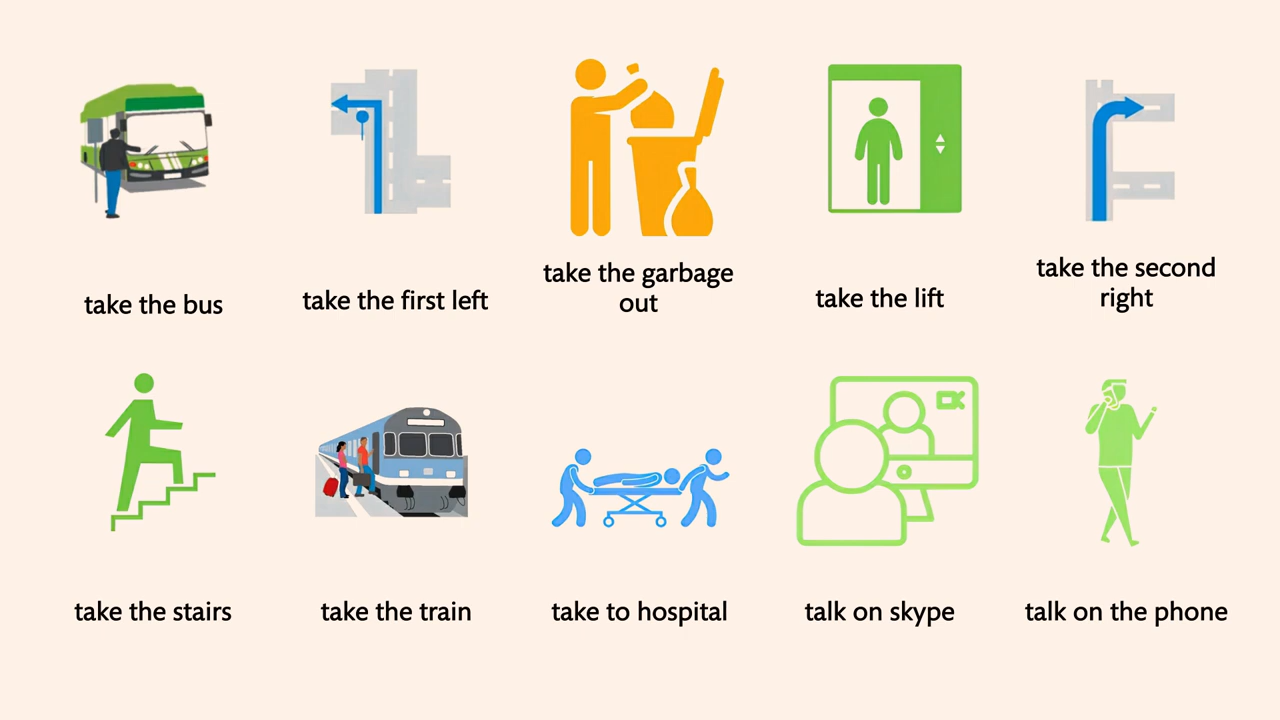 take the bus
take the first left
take the garbage
out
take the lift
take the second
right
take the stairs
take the train
take to hospital
talk on skype
talk on the phone